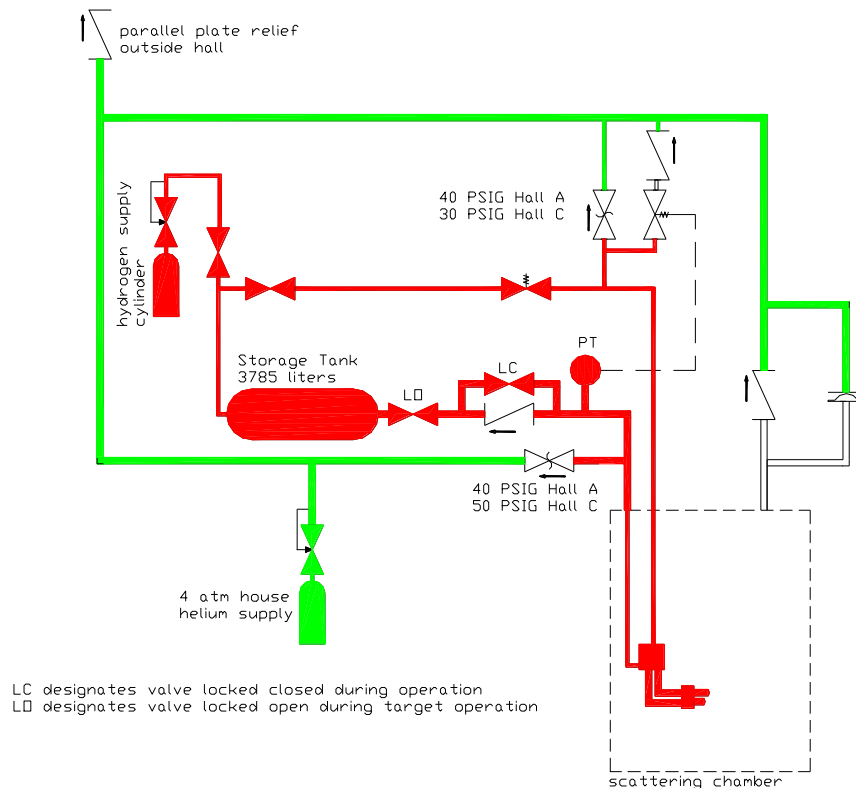 parallel plate relief
outside hall
40 PSIG Hall A
30 PSIG Hall C
hydrogen supply
cylinder
PT
Storage Tank
3785 liters
LC
LO
40 PSIG Hall A
50 PSIG Hall C
4 atm house
helium supply
LC designates valve locked closed during operation
LO designates valve locked open during target operation
scattering chamber